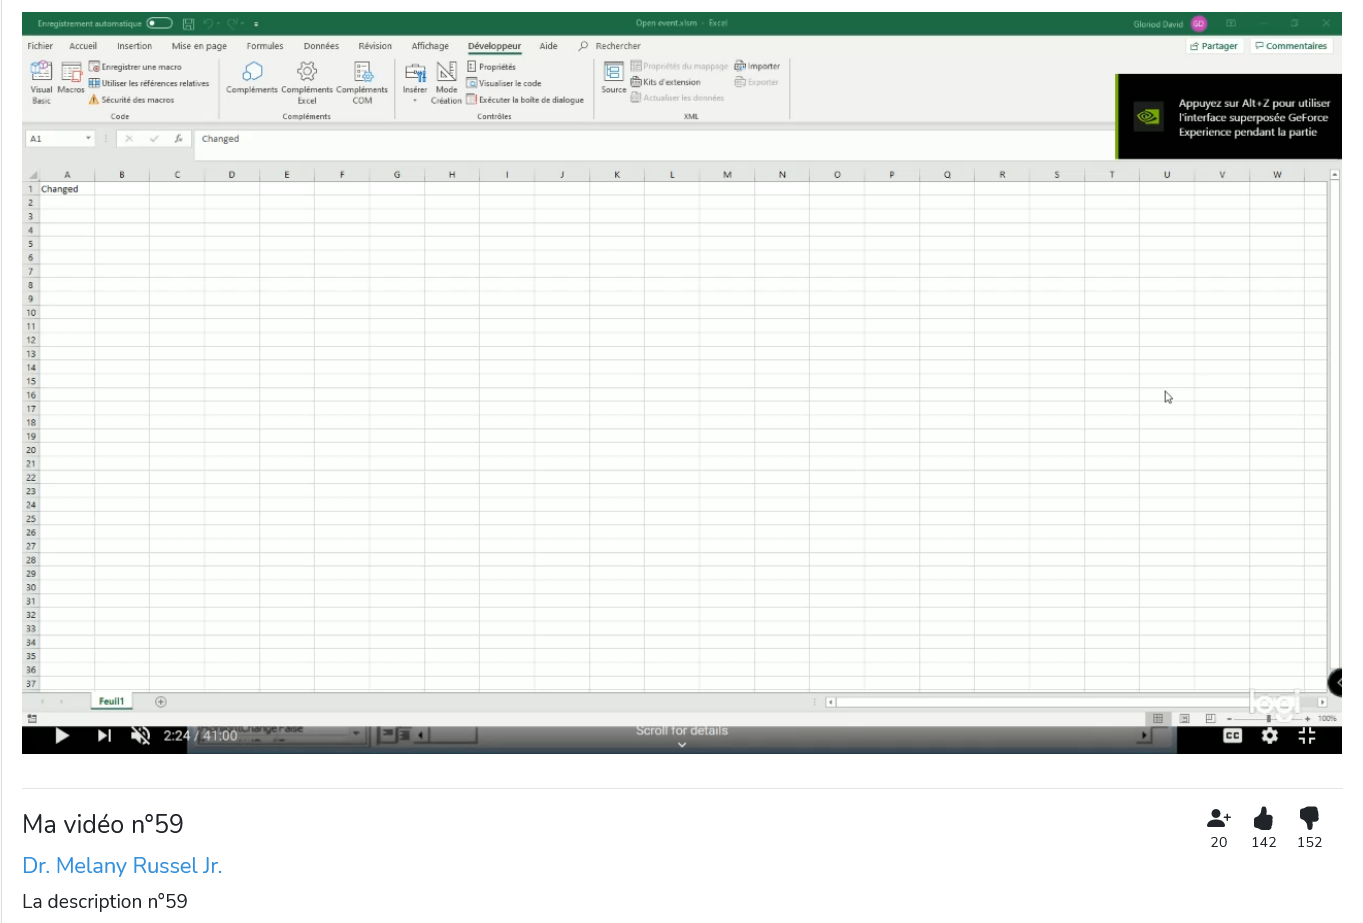 Enregistrement automatique
Open event.xlsm - Excel
Gloriod David GD
Fichier Accueil Insertion Mise en page Formules Données Révision Affichage Développeur Aide Rechercher
Partager Commentaires
Visual Basic
Macros
Enregistrer une macro
Utiliser les références relatives
Sécurité des macros
Code
Compléments
Compléments Excel
Compléments COM
Compléments
Insérer
Mode Création
Propriétés
Visualiser le code
Exécuter la boîte de dialogue
Contrôles
Source
Propriétés du mappage
Kits d'extension
Actualiser les données
Importer
Exporter
XML
Appuyez sur Alt+Z pour utiliser
l'interface superposée GeForce
Experience pendant la partie
A1 fx Changed
A B C D E F G H I J K L M N O P Q R S T U V W
1 Changed
2
3
4
5
6
7
8
9
10
11
12
13
14
15
16
17
18
19
20
21
22
23
24
25
26
27
28
29
30
31
32
33
34
35
36
37
Feuil1
logi
100%
2:24 / 41:00
Scroll for details
CC
Ma vidéo n°59
20 142 152
Dr. Melany Russel Jr.
La description n°59